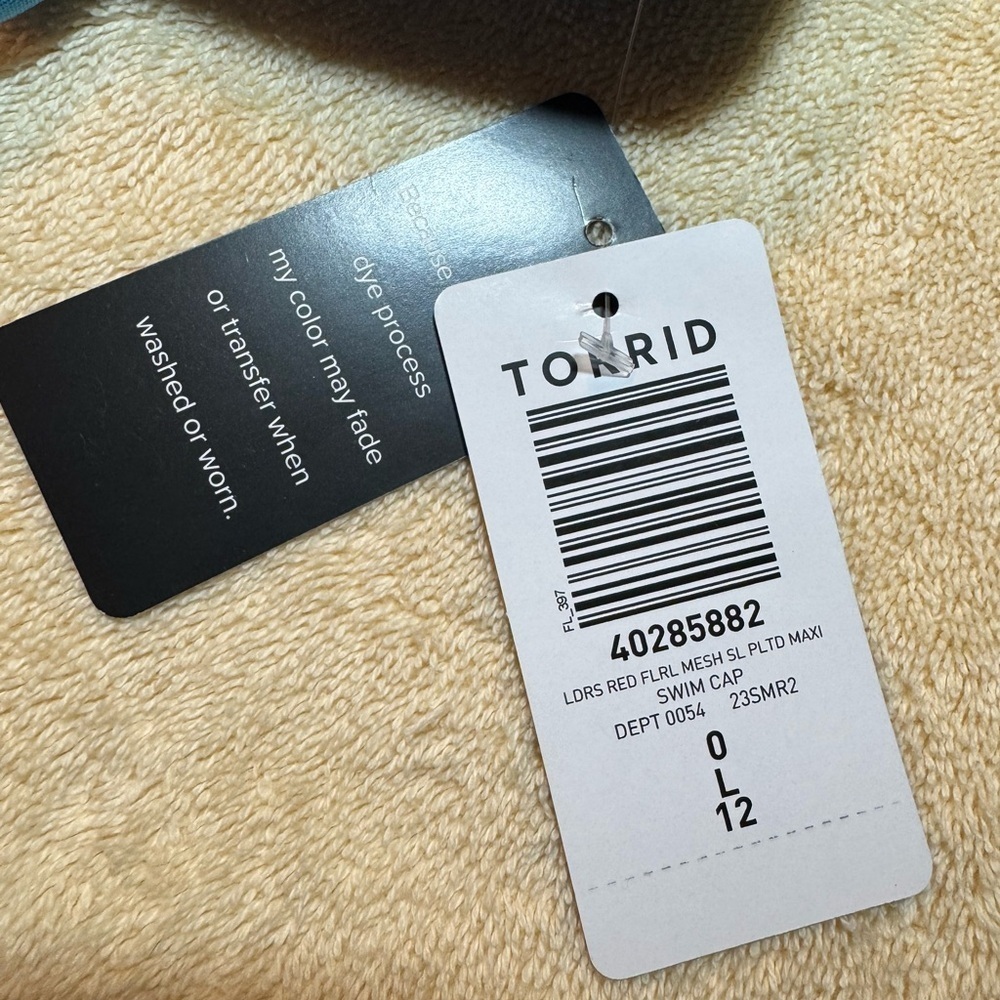 Because
dye process
my color may fade
or transfer when
washed or worn.
TORRID
FL_397
40285882
LDRS RED FLRL MESH SL PLTD MAXI
SWIM CAP
DEPT 0054 23SMR2
0
L
12